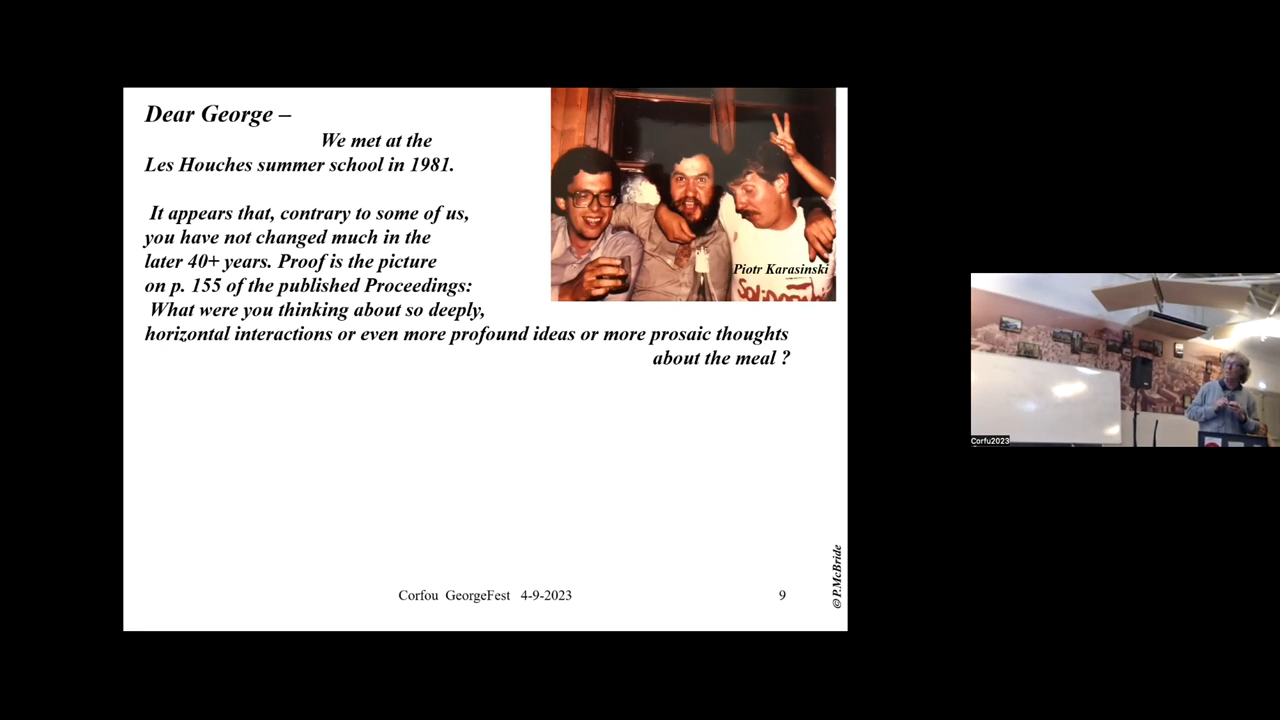 Dear George –
We met at the
Les Houches summer school in 1981.
It appears that, contrary to some of us,
you have not changed much in the
later 40+ years. Proof is the picture
on p. 155 of the published Proceedings:
What were you thinking about so deeply,
horizontal interactions or even more profound ideas or more prosaic thoughts
about the meal ?
Piotr Karasinski
Corfou GeorgeFest 4-9-2023
9
© P.McBride
Corfu2023